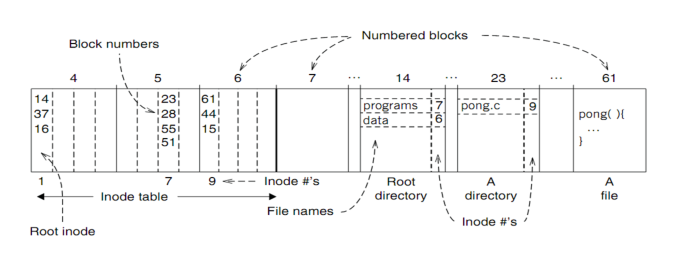 Block numbers
Numbered blocks
4 5 6 7 ... 14 ... 23 ... 61
14 23 61 programs 7 pong.c 9
37 28 44 data 6 pong( ){
16 55 15 ...
51 }
1 7 9 Inode #'s Root directory A directory A file
Inode table
File names
Inode #'s
Root inode